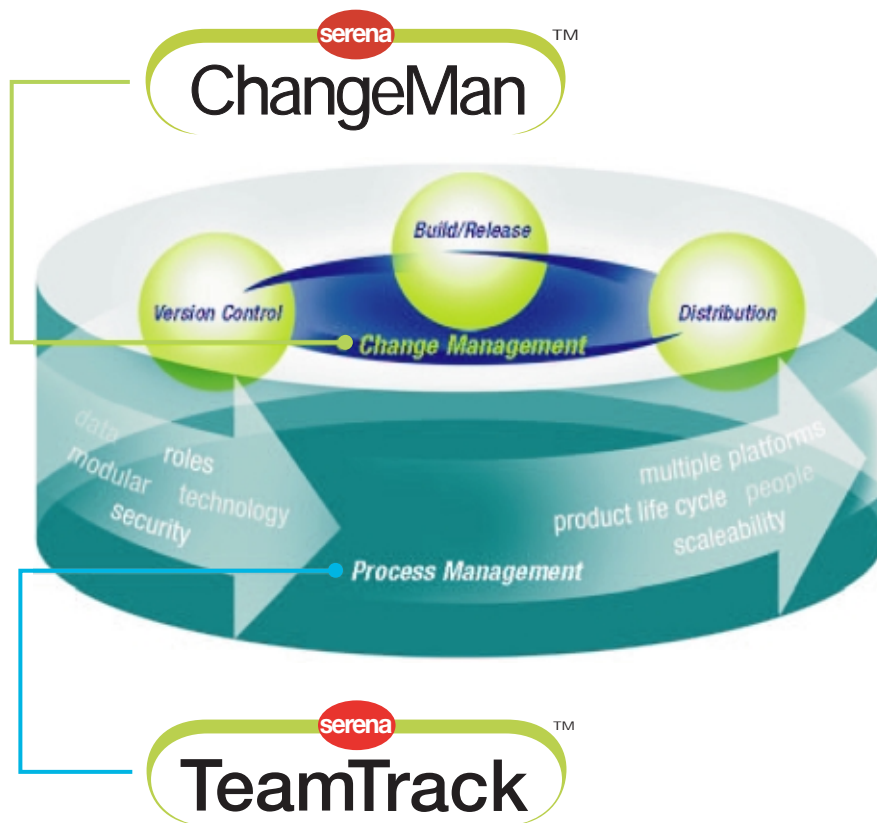 serena
ChangeMan
TM
Build/Release
Version Control
Distribution
Change Management
data
roles
modular
technology
security
multiple platforms
product life cycle people
scaleability
Process Management
serena
TeamTrack
TM